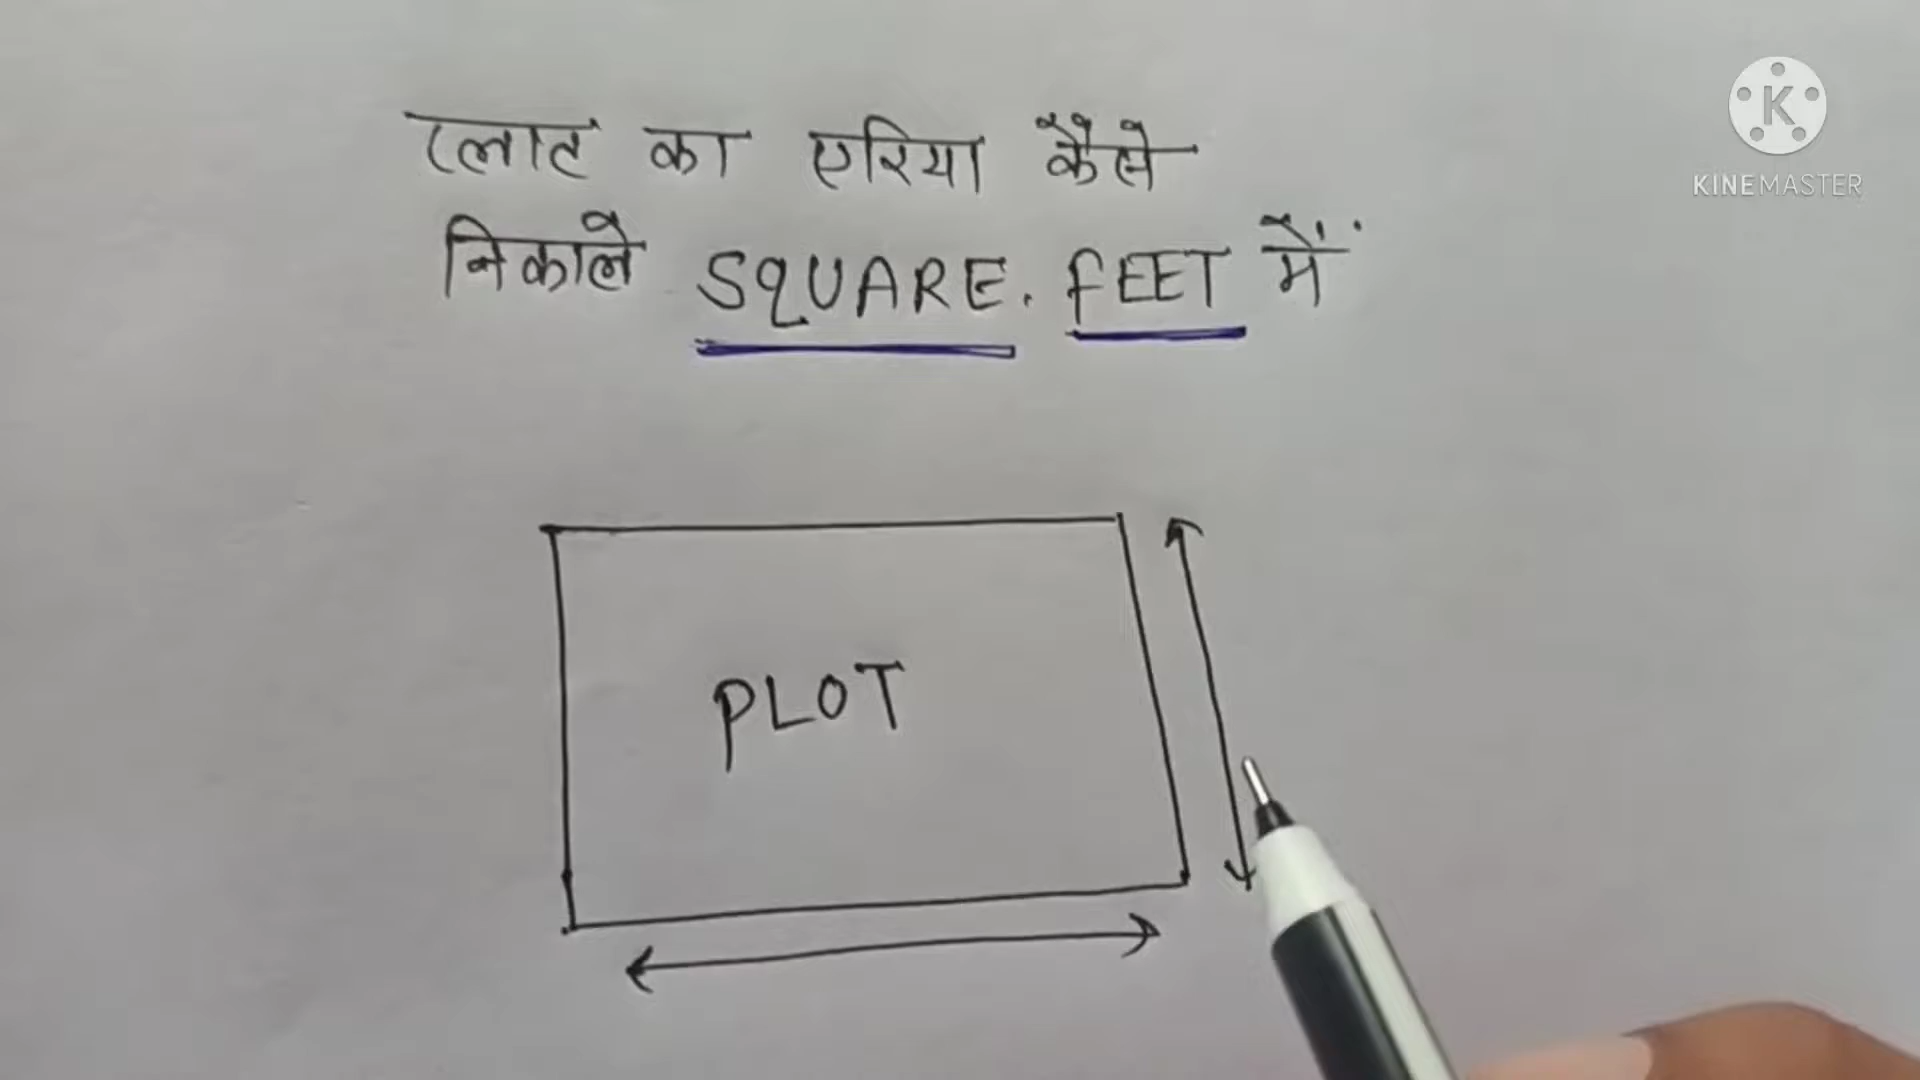 प्लाट का एरिया कैसे
निकाले SQUARE. FEET में
PLOT
K
KINEMASTER